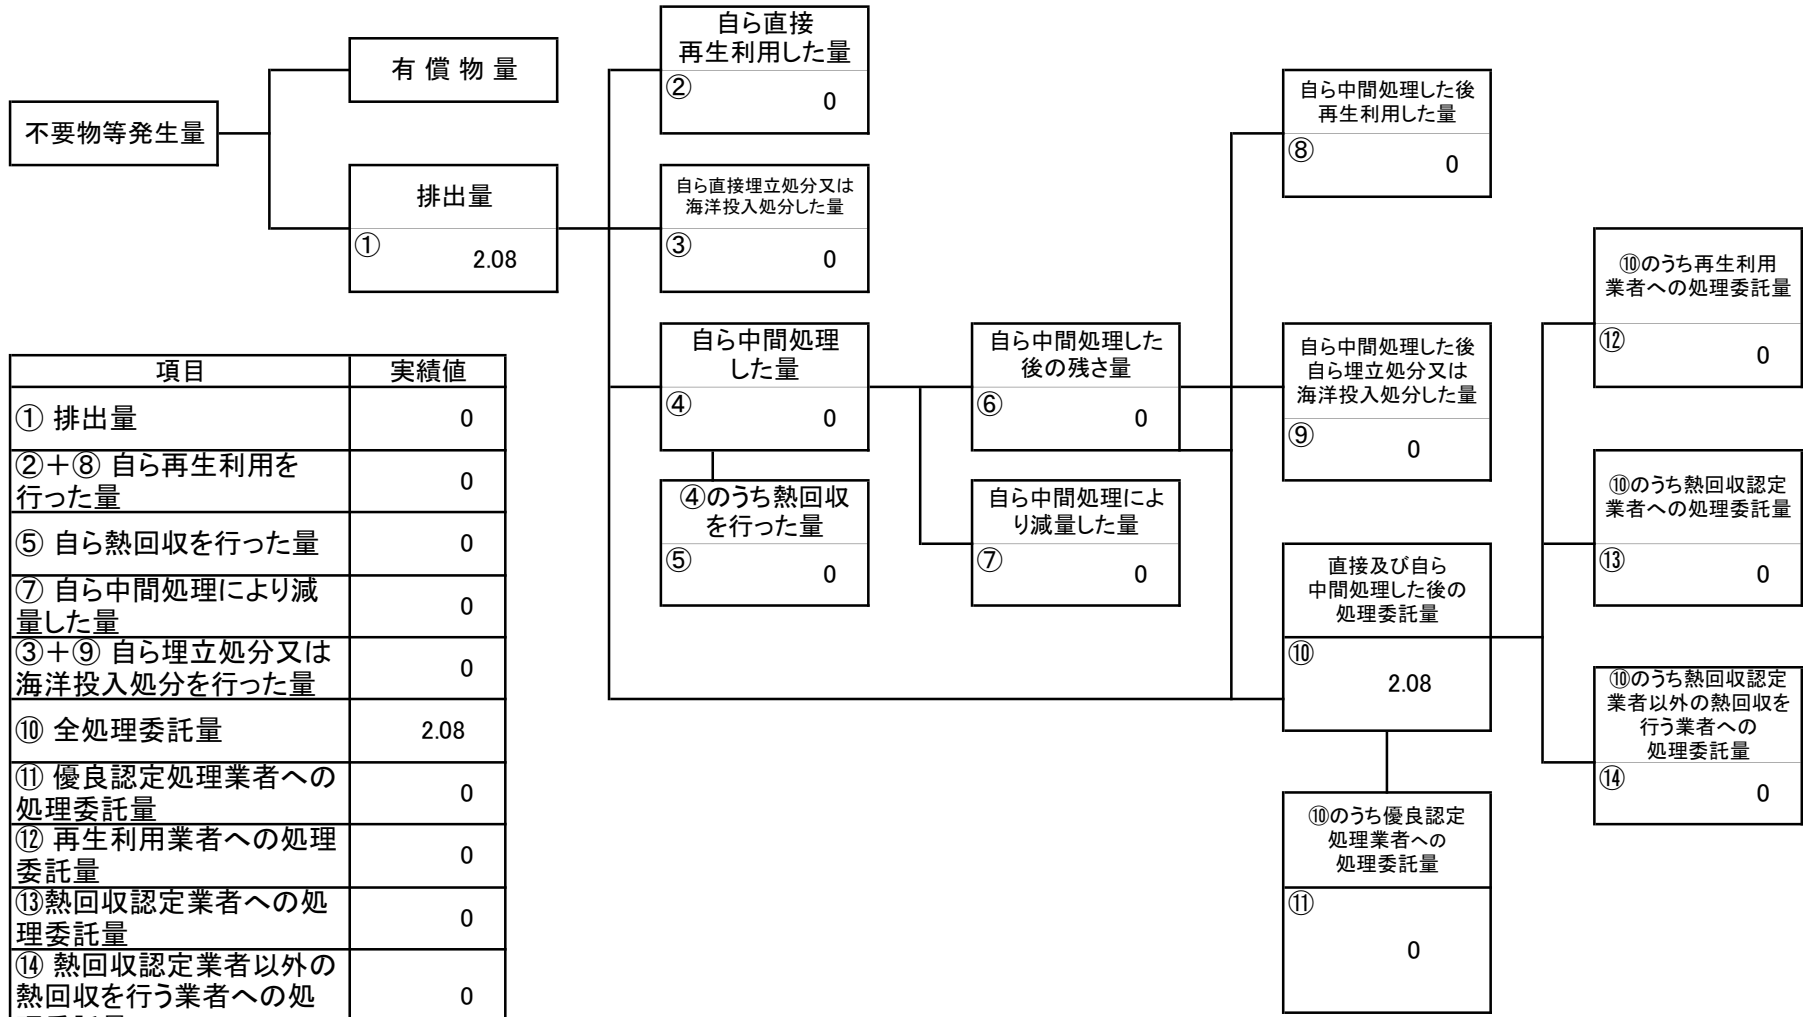 不要物等発生量
有 償 物 量
排出量
①
2.08
自ら直接
再生利用した量
②
0
自ら直接埋立処分又は
海洋投入処分した量
③
0
自ら中間処理
した量
④
0
④のうち熱回収
を行った量
⑤
0
自ら中間処理した
後の残さ量
⑥
0
自ら中間処理によ
り減量した量
⑦
0
自ら中間処理した後
再生利用した量
⑧
0
自ら中間処理した後
自ら埋立処分又は
海洋投入処分した量
⑨
0
直接及び自ら
中間処理した後の
処理委託量
⑩
2.08
⑩のうち優良認定
処理業者への
処理委託量
⑪
0
⑩のうち再生利用
業者への処理委託量
⑫
0
⑩のうち熱回収認定
業者への処理委託量
⑬
0
⑩のうち熱回収認定
業者以外の熱回収を
行う業者への
処理委託量
⑭
0
項目 実績値
① 排出量 0
②＋⑧ 自ら再生利用を
行った量 0
⑤ 自ら熱回収を行った量 0
⑦ 自ら中間処理により減
量した量 0
③＋⑨ 自ら埋立処分又は
海洋投入処分を行った量 0
⑩ 全処理委託量 2.08
⑪ 優良認定処理業者への
処理委託量 0
⑫ 再生利用業者への処理
委託量 0
⑬熱回収認定業者への処
理委託量 0
⑭ 熱回収認定業者以外の
熱回収を行う業者への処 0